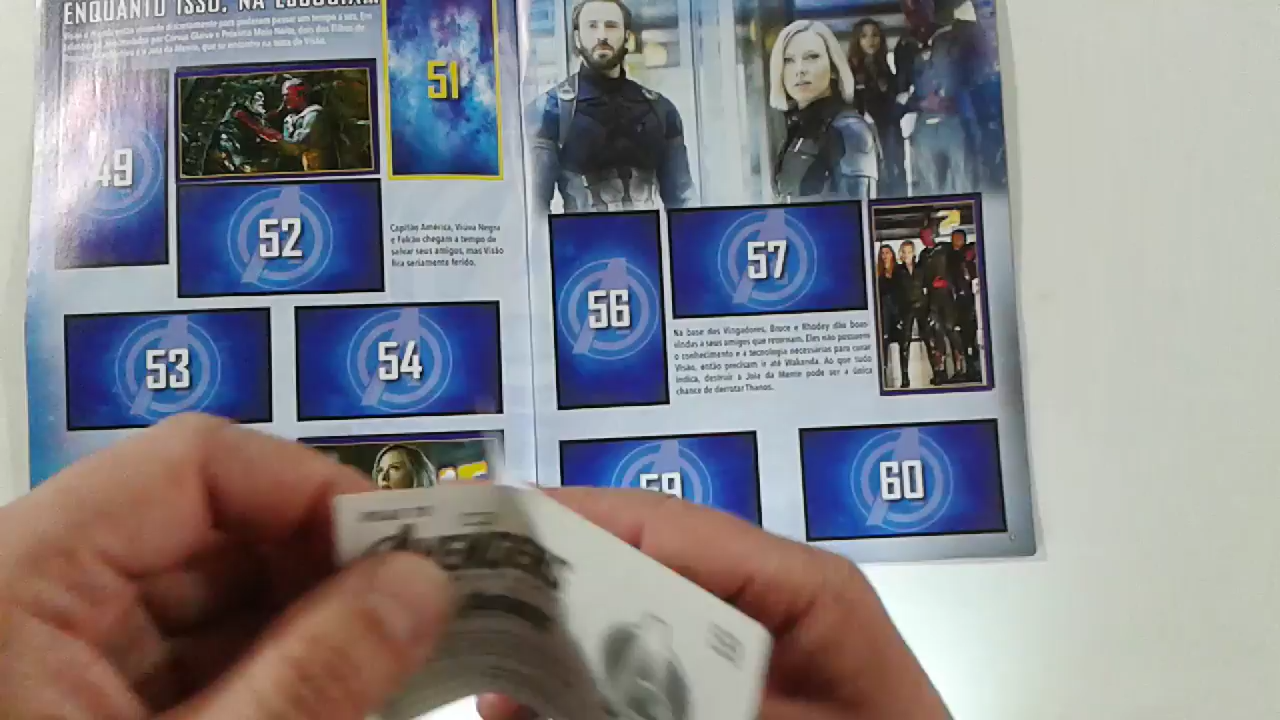 ENQUANTO ISSO, NA ESCÓCIA...
49
51
52
Capitão América, Viúva Negra
e Falcão chegam a tempo de
salvar seus amigos, mas Visão
fica seriamente ferido.
53
54
56
57
Na base dos Vingadores, Bruce e Rhodey dão boas-
vindas a seus amigos que retornam. Eles não possuem
o conhecimento e a tecnologia necessárias para curar
Visão, então precisam ir até Wakanda. Ao que tudo
indica, destruir a Joia da Mente pode ser a única
chance de derrotar Thanos.
59
60